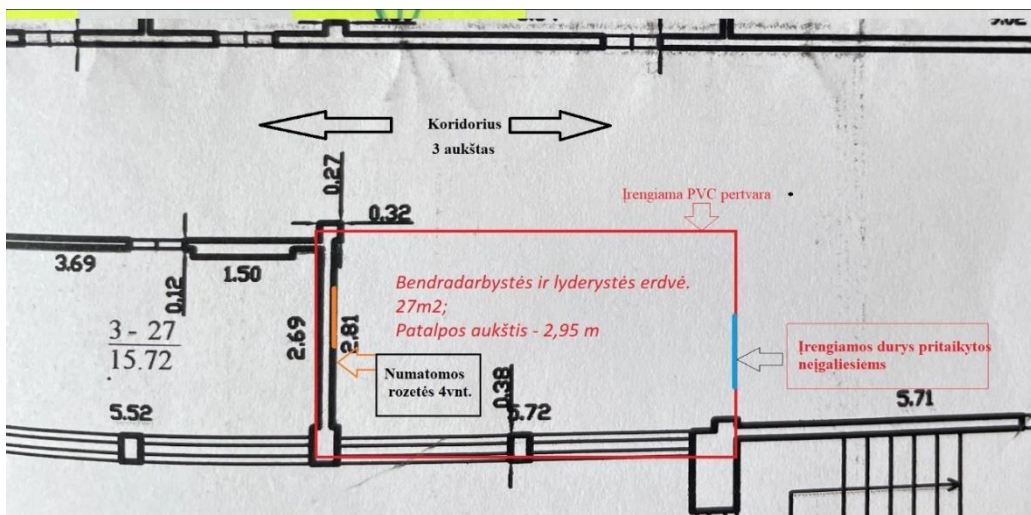 Koridorius
3 aukštas
0.27
0.32
Įrengiama PVC pertvara
3.69
0.12
1.50
Bendradarbystės ir lyderystės erdvė.
27m2;
Patalpos aukštis - 2,95 m
3 - 27
15.72
2.69
2.81
Įrengiamos durys pritaikytos
neįgaliesiems
Numatomos
rozetės 4vnt.
0.38
5.52
5.72
5.71